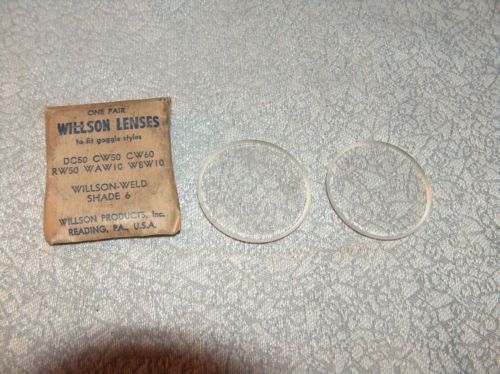 ONE PAIR
WILLSON LENSES
to fit goggle styles
DC50 CW50 CW60
RW50 WAW10 WBW10
WILLSON-WELD
SHADE 6
WILLSON PRODUCTS, Inc.
READING, PA., U.S.A.